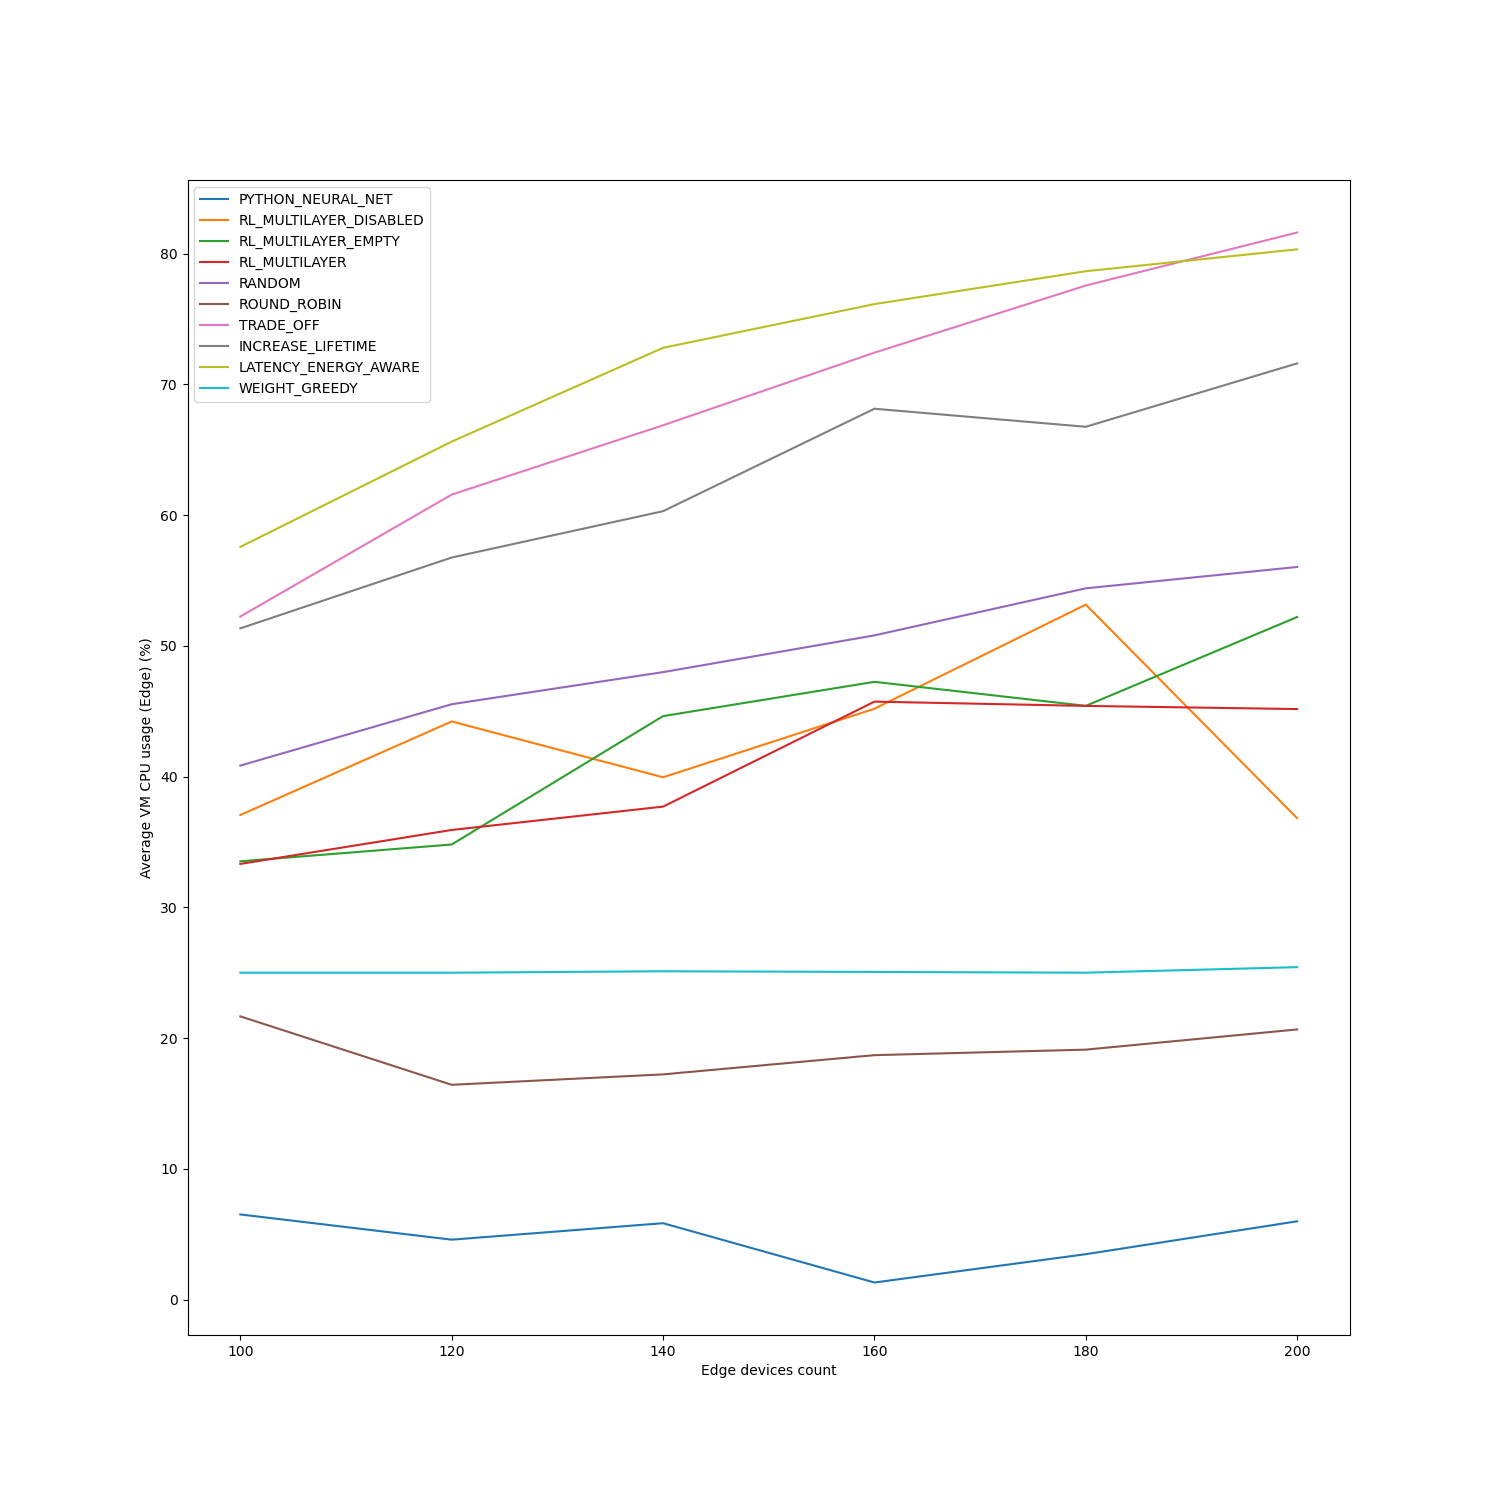 PYTHON_NEURAL_NET
RL_MULTILAYER_DISABLED
RL_MULTILAYER_EMPTY
RL_MULTILAYER
RANDOM
ROUND_ROBIN
TRADE_OFF
INCREASE_LIFETIME
LATENCY_ENERGY_AWARE
WEIGHT_GREEDY
Average VM CPU usage (Edge) (%)
80
70
60
50
40
30
20
10
0
100 120 140 160 180 200
Edge devices count